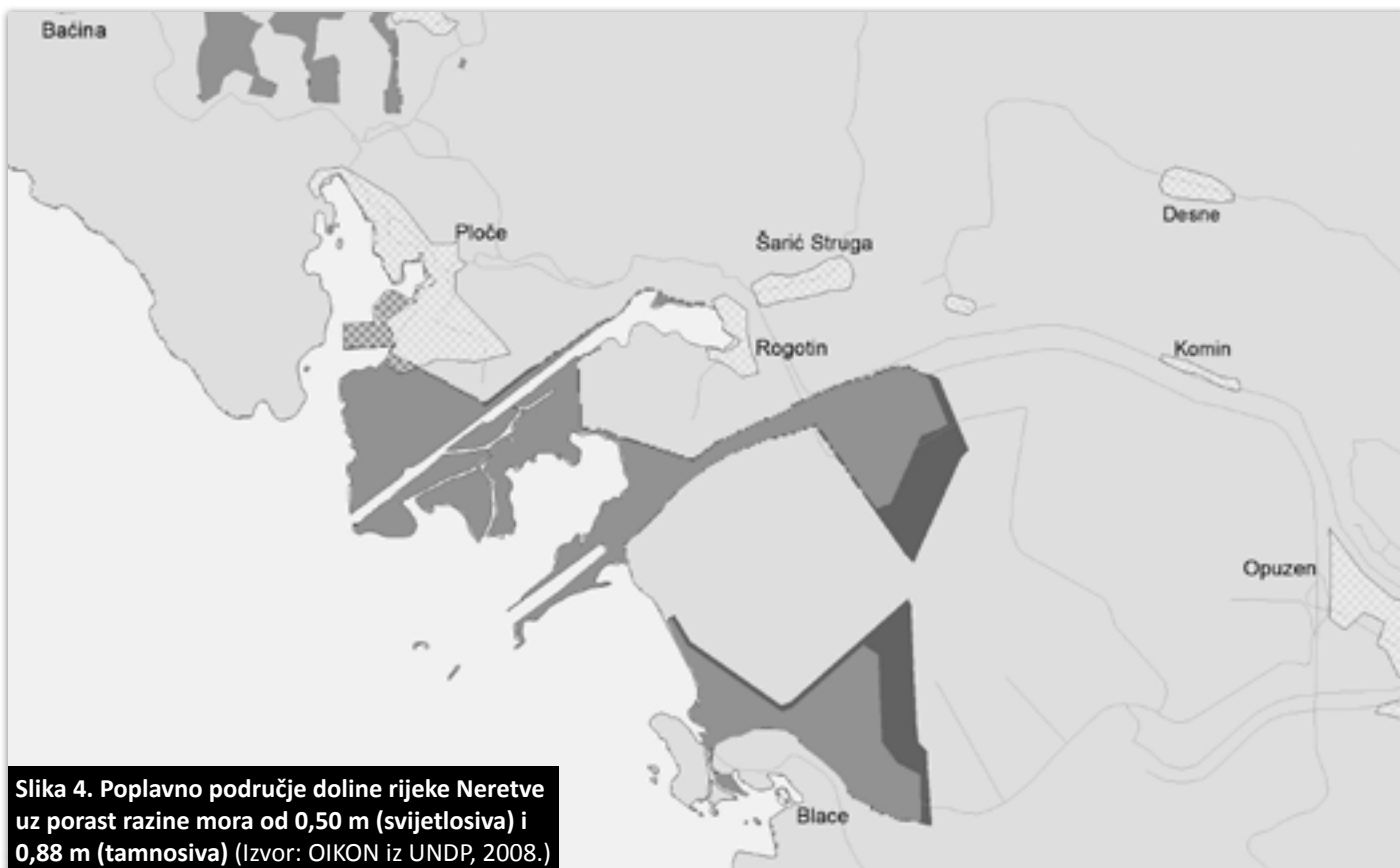 Baćina
Ploče
Šarić Struga
Desne
Rogotin
Komin
Opuzen
Blace
Slika 4. Poplavno područje doline rijeke Neretve
uz porast razine mora od 0,50 m (svijetlosiva) i
0,88 m (tamnosiva) (Izvor: OIKON iz UNDP, 2008.)